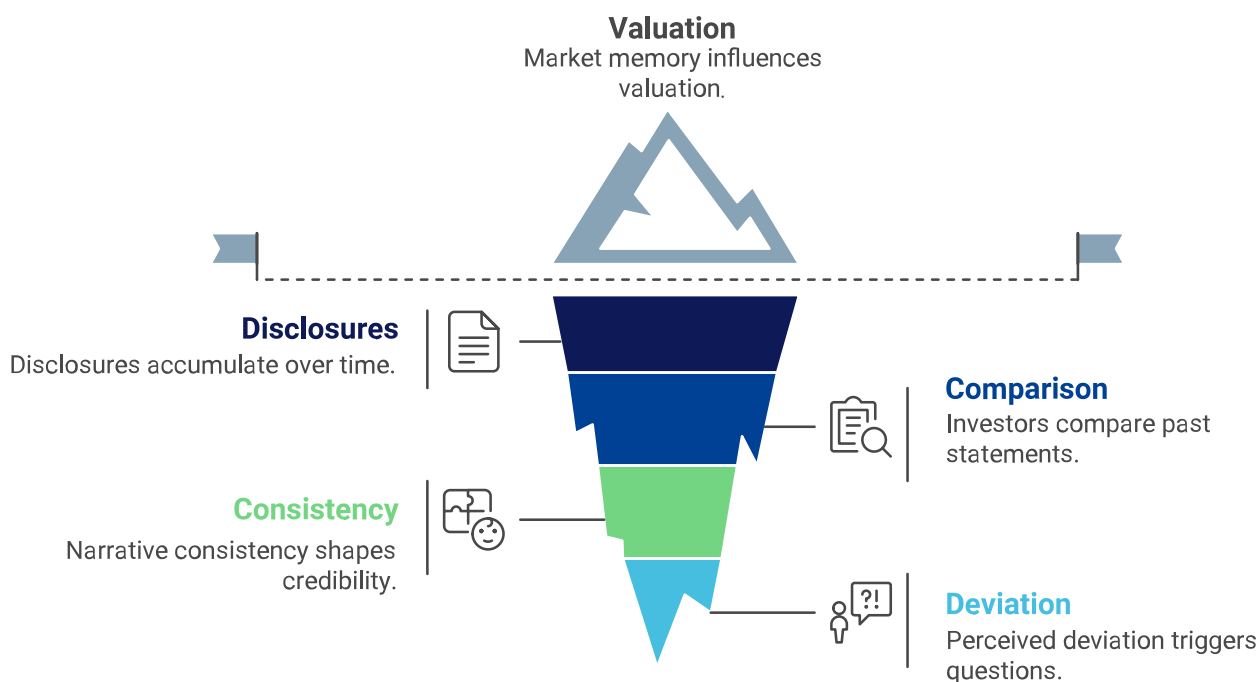 Valuation
Market memory influences
valuation.
Disclosures
Disclosures accumulate over time.
Comparison
Investors compare past
statements.
Consistency
Narrative consistency shapes
credibility.
?!
Deviation
Perceived deviation triggers
questions.